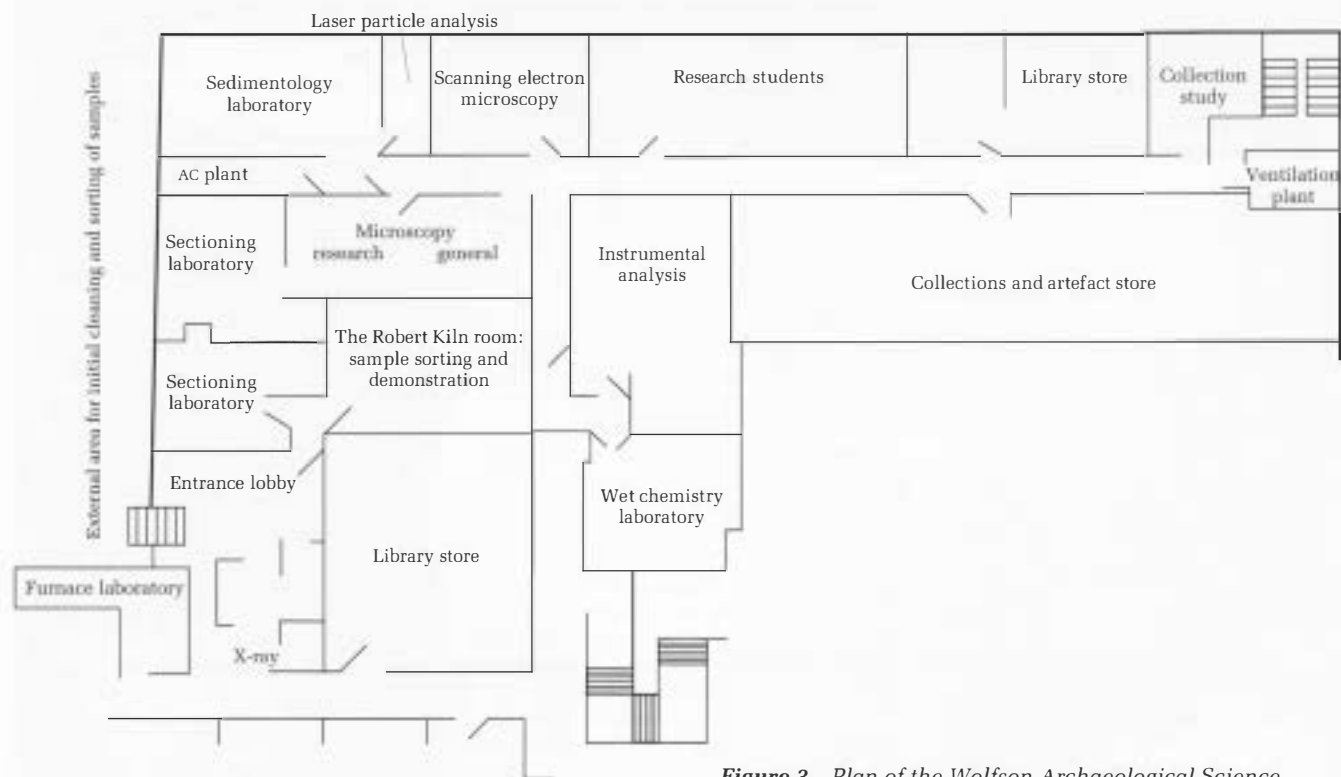 Laser particle analysis
Sedimentology
laboratory
Scanning electron
microscopy
Research students
Library store
Collection
study
External area for initial cleaning and sorting of samples
AC plant
Ventilation
plant
Sectioning
laboratory
Microscopy
research general
Instrumental
analysis
Collections and artefact store
The Robert Kiln room:
sample sorting and
demonstration
Sectioning
laboratory
Entrance lobby
Wet chemistry
laboratory
Library store
Furnace laboratory
X-ray
Figure 3 Plan of the Wolfson Archaeological Science